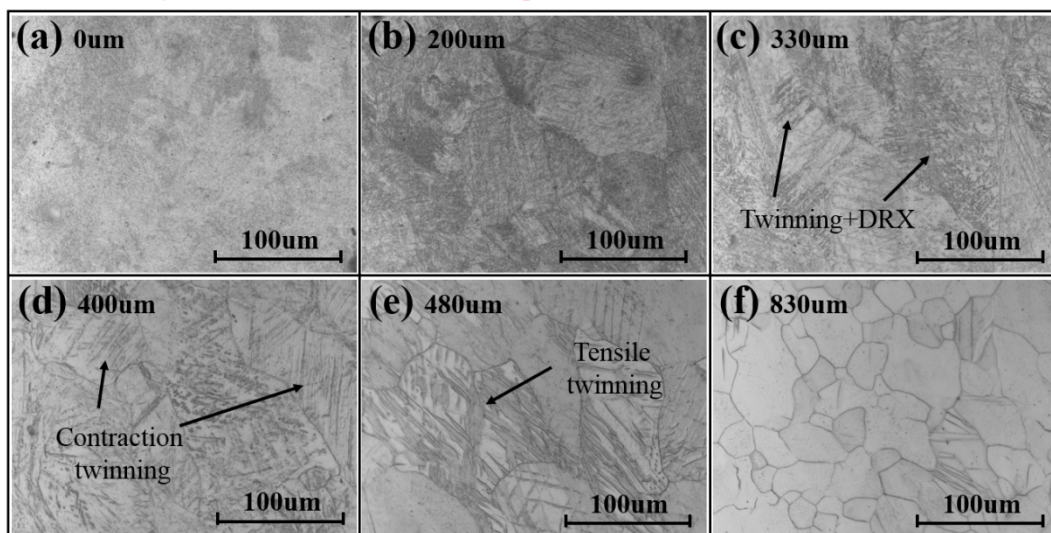 (a) 0um
100um
(b) 200um
100um
(c) 330um
Twinning+DRX
100um
(d) 400um
Contraction
twinning
100um
(e) 480um
Tensile
twinning
100um
(f) 830um
100um